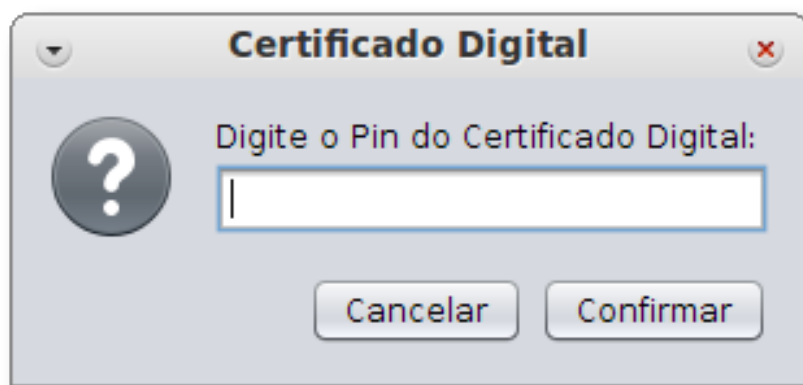 Certificado Digital
Digite o Pin do Certificado Digital:
Cancelar Confirmar